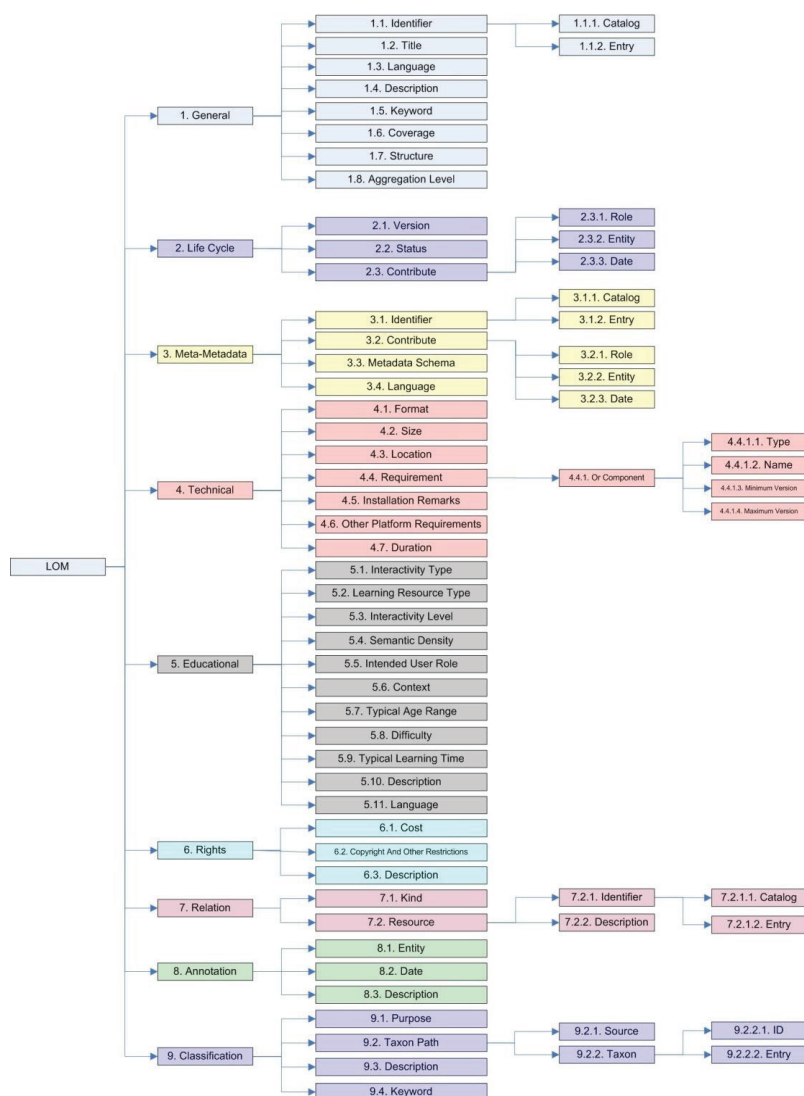 LOM
1. General
1.1. Identifier
1.1.1. Catalog
1.1.2. Entry
1.2. Title
1.3. Language
1.4. Description
1.5. Keyword
1.6. Coverage
1.7. Structure
1.8. Aggregation Level
2. Life Cycle
2.1. Version
2.2. Status
2.3. Contribute
2.3.1. Role
2.3.2. Entity
2.3.3. Date
3. Meta-Metadata
3.1. Identifier
3.1.1. Catalog
3.1.2. Entry
3.2. Contribute
3.2.1. Role
3.2.2. Entity
3.2.3. Date
3.3. Metadata Schema
3.4. Language
4. Technical
4.1. Format
4.2. Size
4.3. Location
4.4. Requirement
4.4.1. Or Component
4.4.1.1. Type
4.4.1.2. Name
4.4.1.3. Minimum Version
4.4.1.4. Maximum Version
4.5. Installation Remarks
4.6. Other Platform Requirements
4.7. Duration
5. Educational
5.1. Interactivity Type
5.2. Learning Resource Type
5.3. Interactivity Level
5.4. Semantic Density
5.5. Intended User Role
5.6. Context
5.7. Typical Age Range
5.8. Difficulty
5.9. Typical Learning Time
5.10. Description
5.11. Language
6. Rights
6.1. Cost
6.2. Copyright And Other Restrictions
6.3. Description
7. Relation
7.1. Kind
7.2. Resource
7.2.1. Identifier
7.2.1.1. Catalog
7.2.1.2. Entry
7.2.2. Description
8. Annotation
8.1. Entity
8.2. Date
8.3. Description
9. Classification
9.1. Purpose
9.2. Taxon Path
9.2.1. Source
9.2.2. Taxon
9.2.2.1. ID
9.2.2.2. Entry
9.3. Description
9.4. Keyword